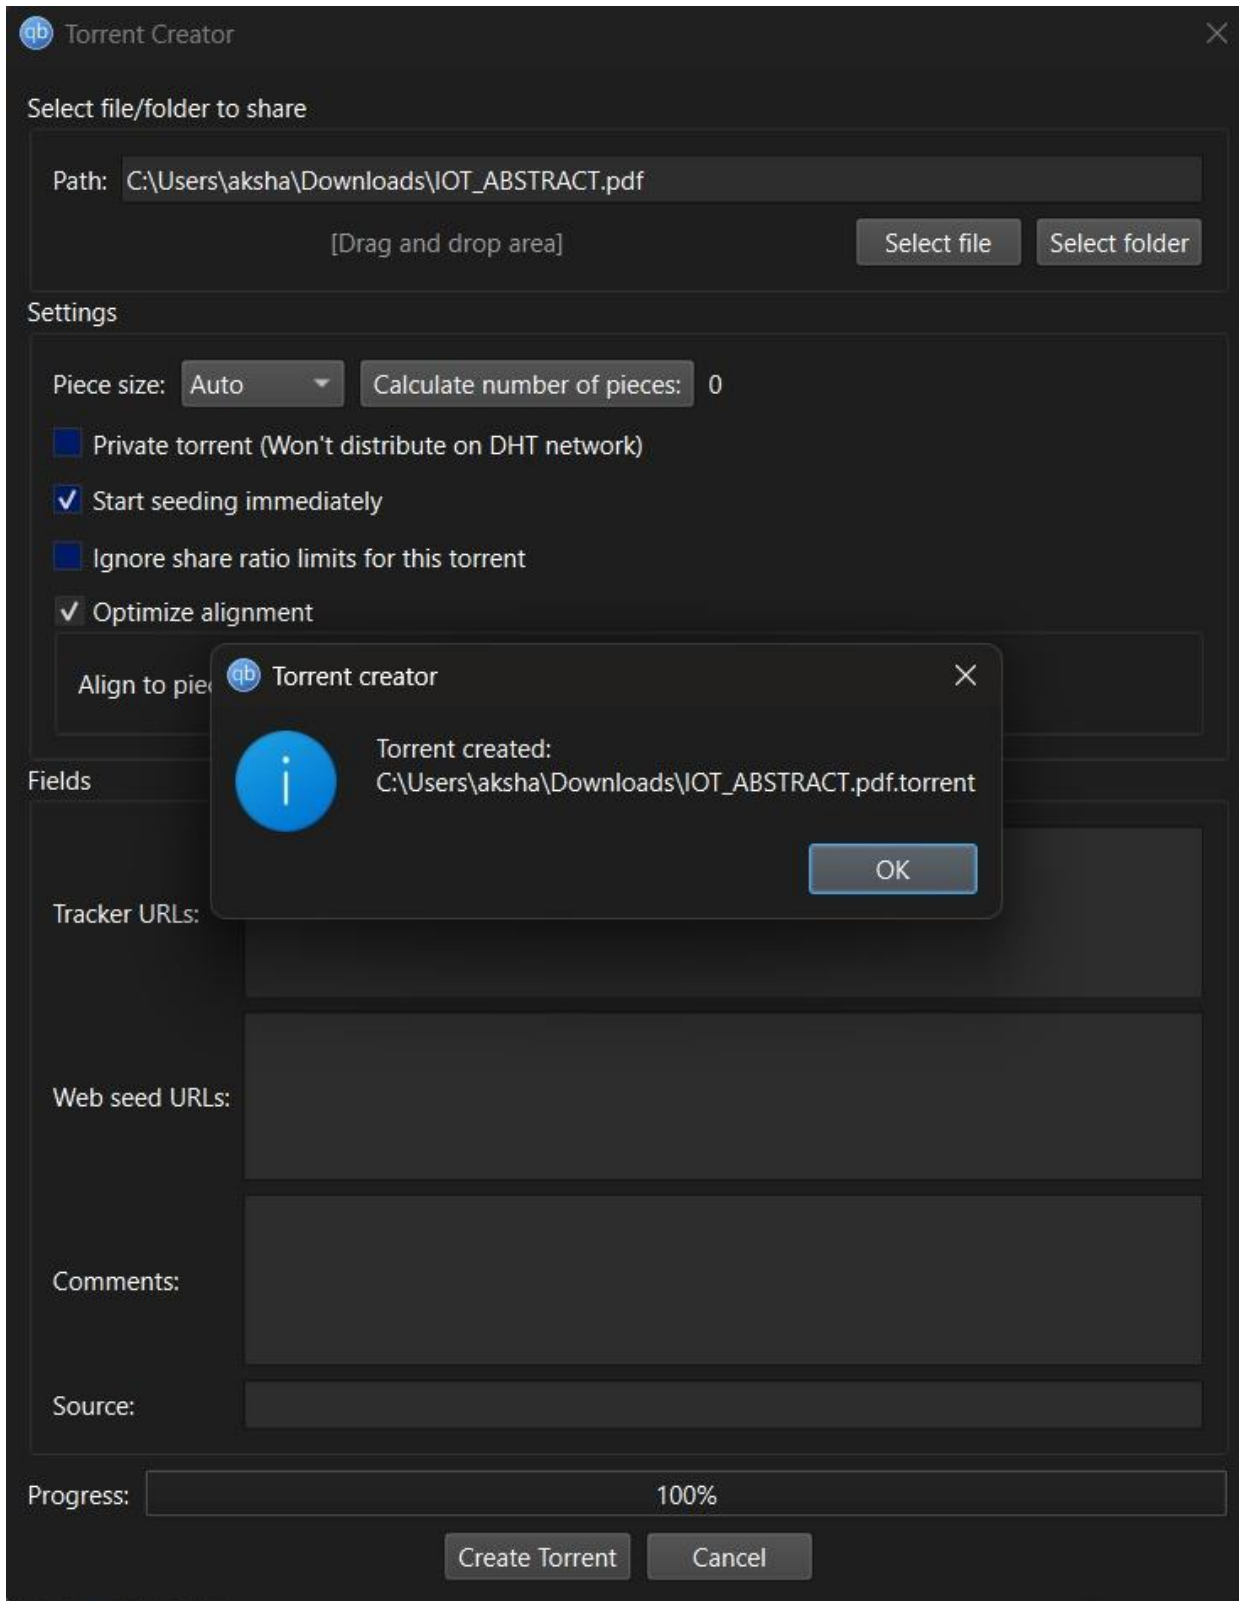 qb Torrent Creator
Select file/folder to share
Path: C:\Users\aksha\Downloads\IOT_ABSTRACT.pdf
[Drag and drop area] Select file Select folder
Settings
Piece size: Auto Calculate number of pieces: 0
Private torrent (Won't distribute on DHT network)
Start seeding immediately
Ignore share ratio limits for this torrent
Optimize alignment
Align to
qb Torrent creator
Torrent created:
C:\Users\aksha\Downloads\IOT_ABSTRACT.pdf.torrent
OK
Fields
Tracker URLs:
Web seed URLs:
Comments:
Source:
Progress: 100%
Create Torrent Cancel